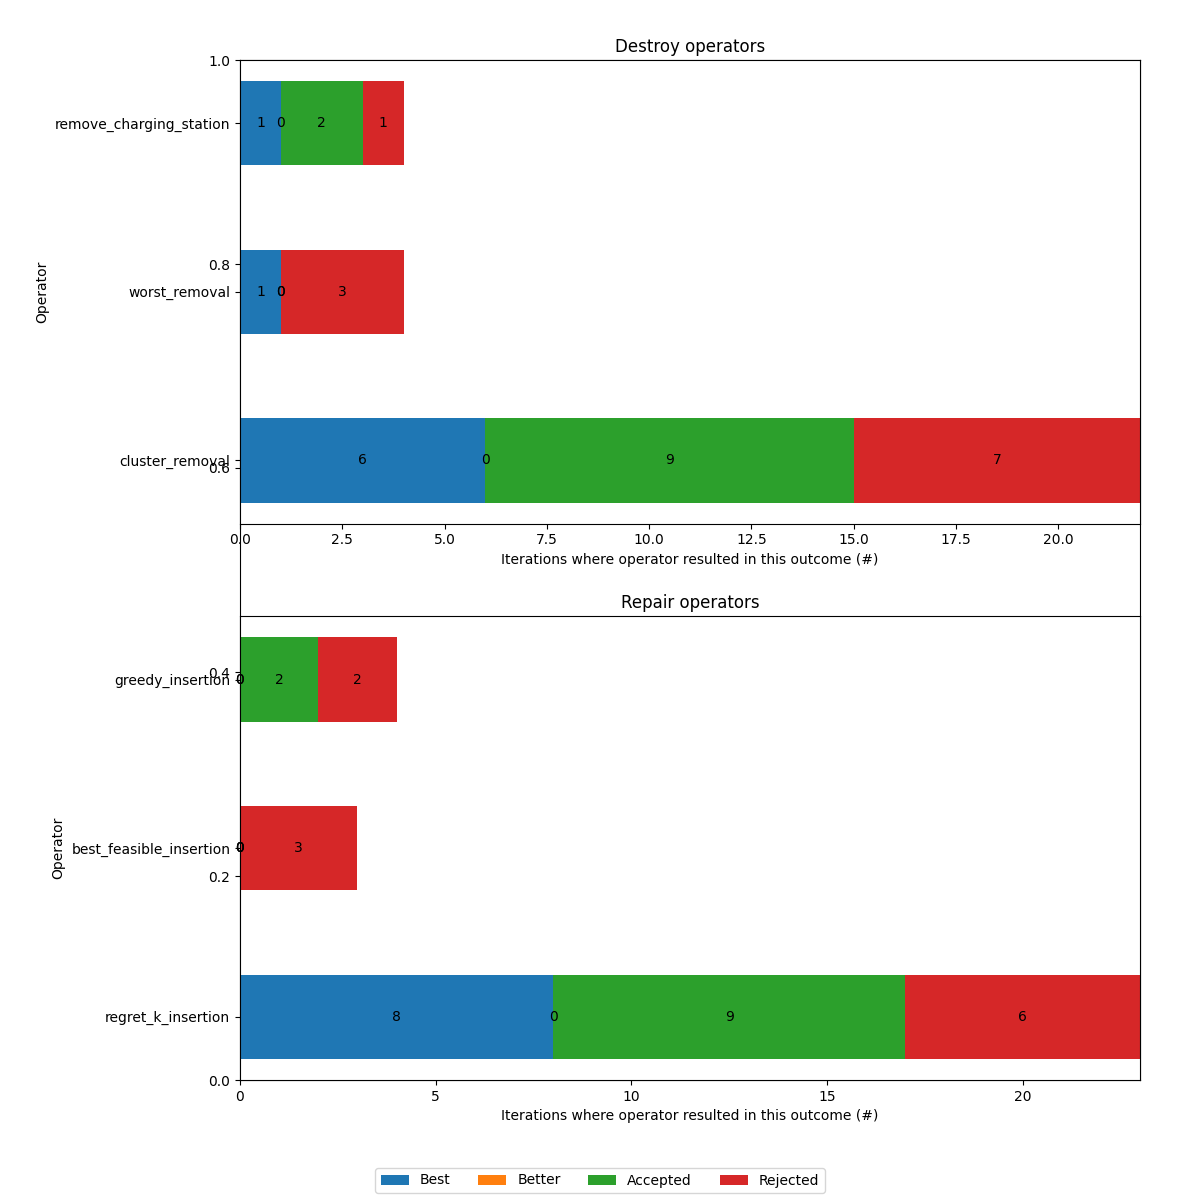 Destroy operators
1.0
remove_charging_station
1 0 2 1
0.8
Operator
worst_removal
1 0 3
cluster_removal
6 0 9 7
0.6
0.0 2.5 5.0 7.5 10.0 12.5 15.0 17.5 20.0
Iterations where operator resulted in this outcome (#)
Repair operators
0.4
greedy_insertion
0 2 2
Operator
best_feasible_insertion
0 3
0.2
regret_k_insertion
8 0 9 6
0.0
0 5 10 15 20
Iterations where operator resulted in this outcome (#)
Best Better Accepted Rejected